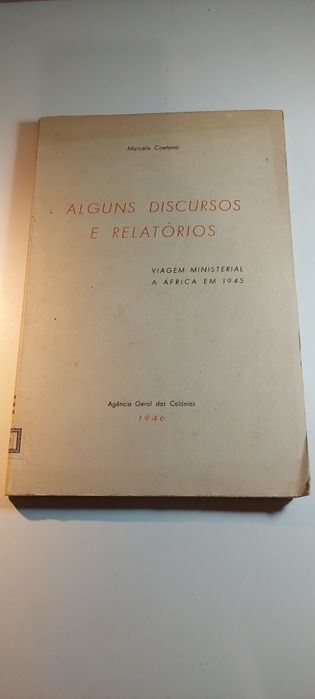 Marcelo Caetano
ALGUNS DISCURSOS
E RELATÓRIOS
VIAGEM MINISTERIAL
A ÁFRICA EM 1945
Agência Geral das Colónias
1946